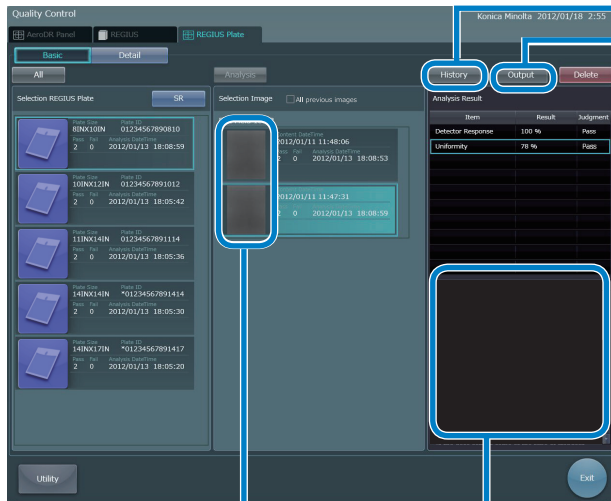 Quality Control
Konica Minolta 2012/01/18 2:55
AeroDR Panel
REGIUS
REGIUS Plate
Basic
Detail
All
Analysis
History
Output
Delete
Selection REGIUS Plate
SR
Selection Image
All previous images
Analysis Result
Item Result Judgment
Detector Response 100 % Pass
Uniformity 78 % Pass
Plate Size Plate ID
8INX10IN 01234567890810
Pass Fail Analysis DateTime
2 0 2012/01/13 18:08:59
Plate Size Plate ID
10INX12IN 01234567891012
Pass Fail Analysis DateTime
2 0 2012/01/13 18:05:42
Plate Size Plate ID
11INX14IN 01234567891114
Pass Fail Analysis DateTime
2 0 2012/01/13 18:05:36
Plate Size Plate ID
14INX14IN *01234567891414
Pass Fail Analysis DateTime
2 0 2012/01/13 18:05:30
Plate Size Plate ID
14INX17IN *01234567891417
Pass Fail Analysis DateTime
2 0 2012/01/13 18:05:20
Content DateTime
2012/01/11 11:48:06
Pass Fail Analysis DateTime
2 0 2012/01/13 18:08:53
2012/01/11 11:47:31
2 0 2012/01/13 18:08:59
Utility
Exit